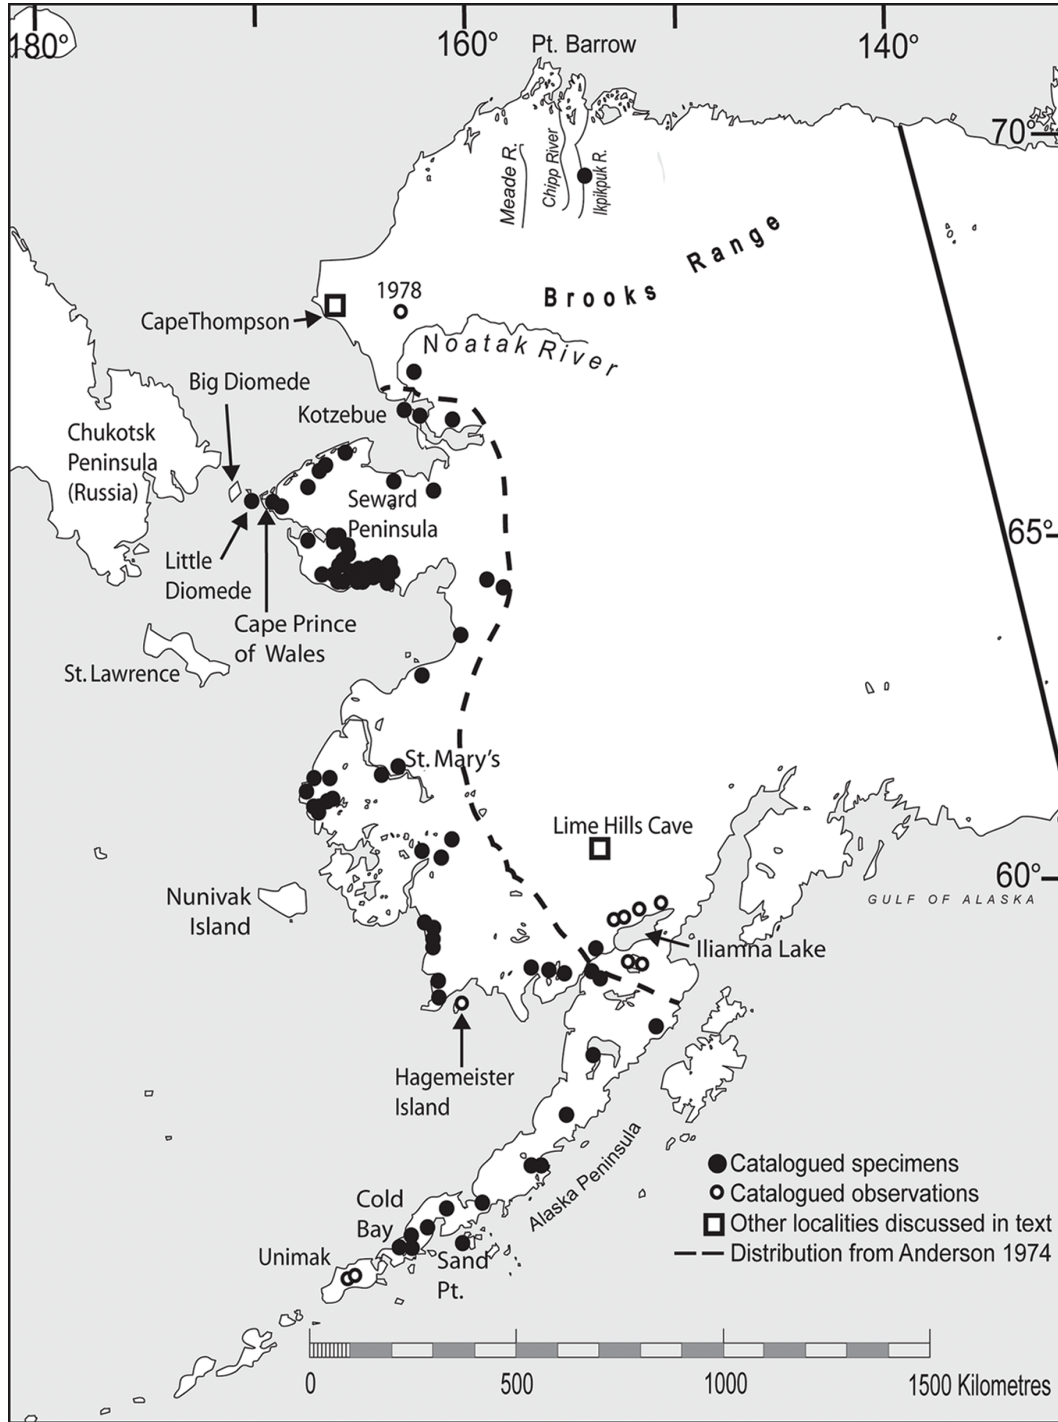 180°
160°
140°
Pt. Barrow
70°
Meade R.
Chipp River
Ikpikpuk R.
Brooks Range
1978
Cape Thompson
Noatak River
Big Diomede
Kotzebue
Chukotsk
Peninsula
(Russia)
Seward
Peninsula
65°
Little
Diomede
Cape Prince
of Wales
St. Lawrence
St. Mary's
Lime Hills Cave
60°
GULF OF ALASKA
Nunivak
Island
Iliamna Lake
Hagemeister
Island
Alaska Peninsula
Cold
Bay
Unimak
Sand
Pt.
Catalogued specimens
Catalogued observations
Other localities discussed in text
Distribution from Anderson 1974
0
500
1000
1500 Kilometres